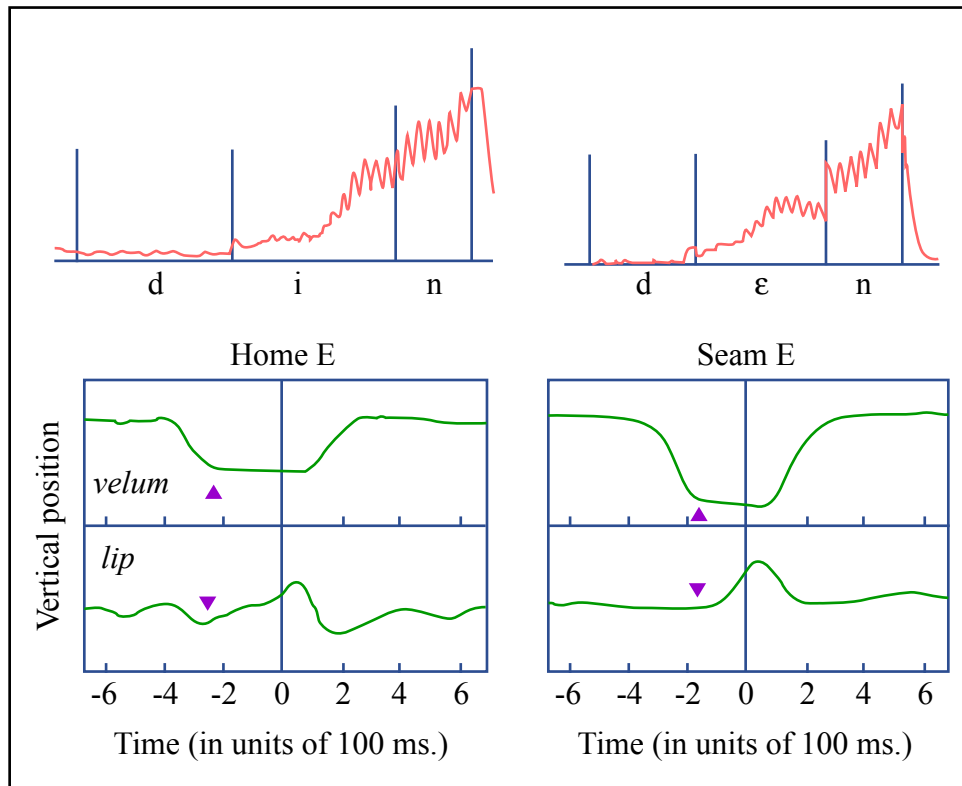 d i n
d ɛ n
Home E
Seam E
Vertical position
velum
lip
-6 -4 -2 0 2 4 6
-6 -4 -2 0 2 4 6
Time (in units of 100 ms.)
Time (in units of 100 ms.)